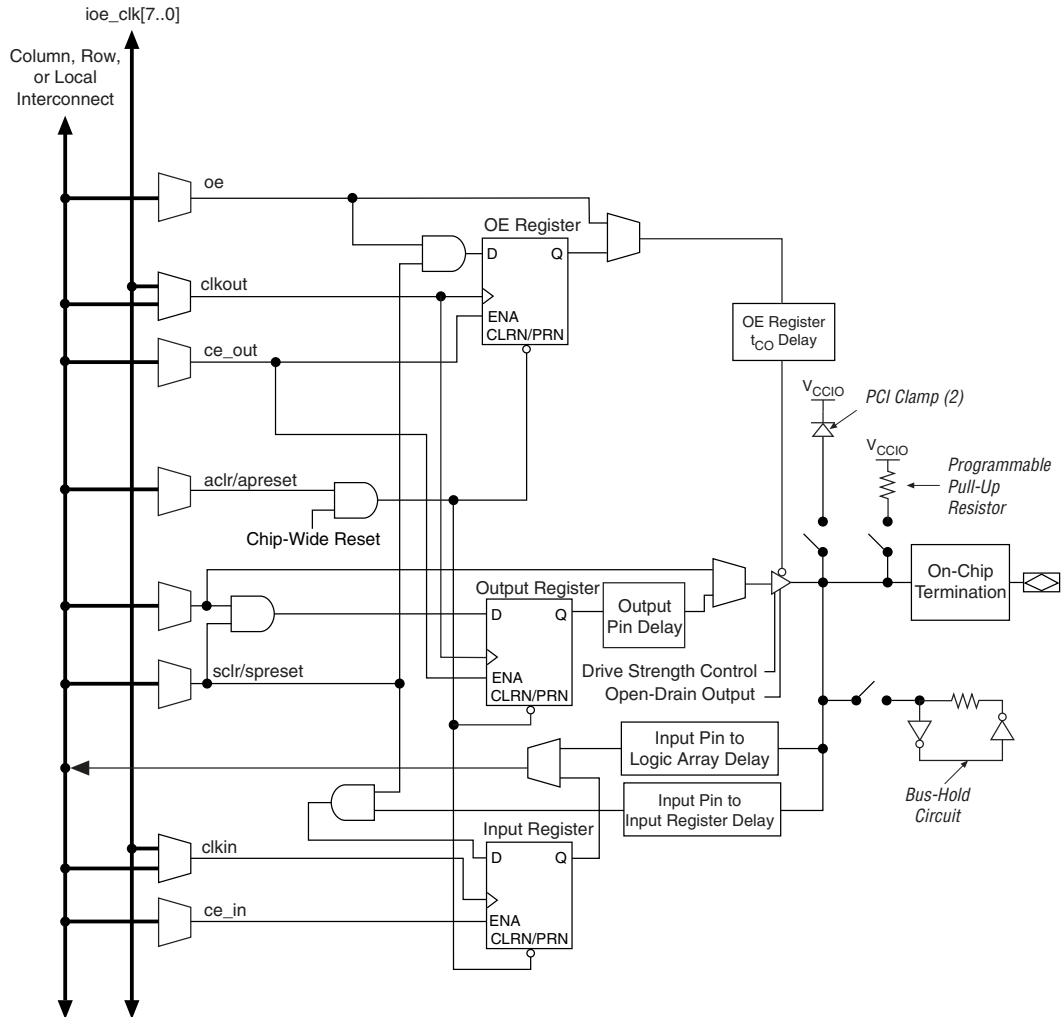 ioe_clk[7..0]
Column, Row,
or Local
Interconnect
oe
OE Register
D
Q
clkout
ENA
CLRN/PRN
OE Register
tCO Delay
ce_out
VCCIO
PCI Clamp (2)
VCCIO
Programmable
Pull-Up
Resistor
aclr/apreset
Chip-Wide Reset
On-Chip
Termination
Output Register
D
Q
Output
Pin Delay
ENA
CLRN/PRN
sclr/spreset
Drive Strength Control
Open-Drain Output
Input Pin to
Logic Array Delay
Bus-Hold
Circuit
Input Pin to
Input Register Delay
Input Register
D
Q
clkin
ENA
CLRN/PRN
ce_in